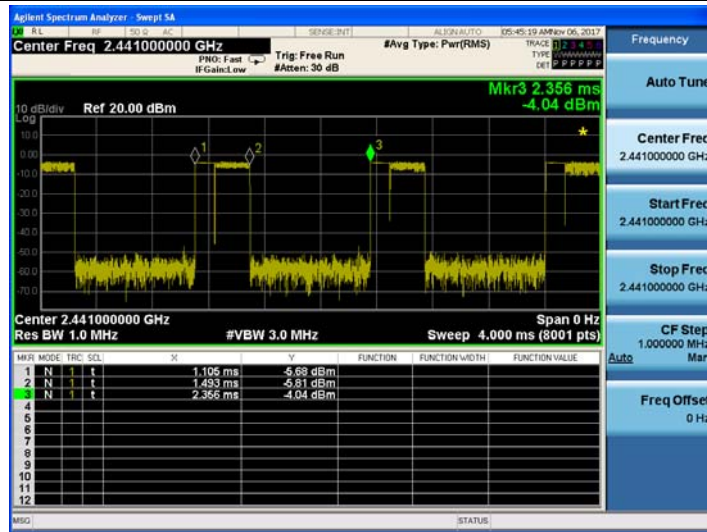 Agilent Spectrum Analyzer - Swept SA
RL RF 50 Ω AC SENSE:INT ALIGN AUTO 05:45:19 AM Nov 06, 2017
Center Freq 2.441000000 GHz #Avg Type: Pwr(RMS) TRACE 1 2 3 4 5 6
PNO: Fast Trig: Free Run TYPE
IFGain:Low #Atten: 30 dB DET P P P P P P
Mkr3 2.356 ms
-4.04 dBm
10 dB/div Ref 20.00 dBm
Log
10.0
0.00
-10.0
-20.0
-30.0
-40.0
-50.0
-60.0
-70.0
1 2 3
Center 2.441000000 GHz Span 0 Hz
Res BW 1.0 MHz #VBW 3.0 MHz Sweep 4.000 ms (8001 pts)
MKR MODE TRC SCL X Y FUNCTION FUNCTION WIDTH FUNCTION VALUE
1 N 1 t 1.105 ms -5.68 dBm
2 N 1 t 1.493 ms -5.81 dBm
3 N 1 t 2.356 ms -4.04 dBm
4
5
6
7
8
9
10
11
12
MSG STATUS
Frequency
Auto Tune
Center Freq
2.441000000 GHz
Start Freq
2.441000000 GHz
Stop Freq
2.441000000 GHz
CF Step
1.000000 MHz
Auto Man
Freq Offset
0 Hz